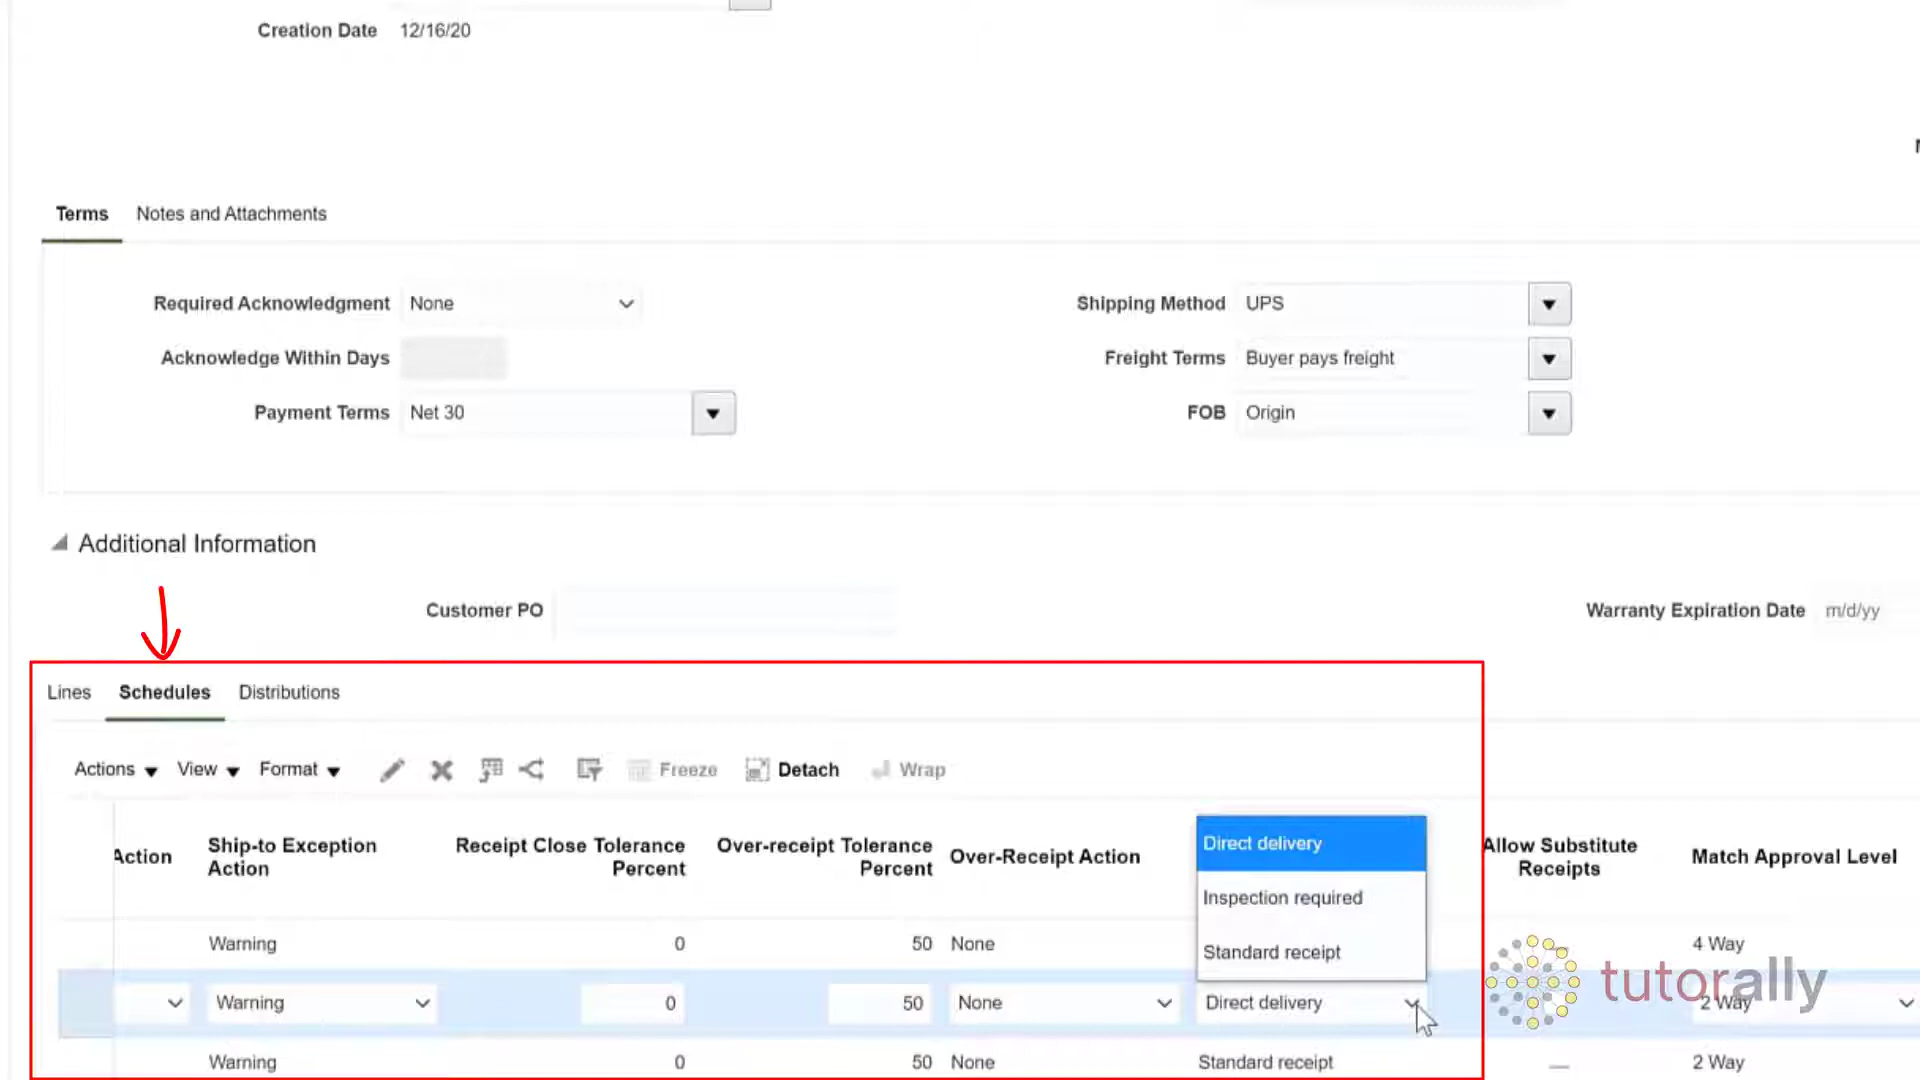 Creation Date 12/16/20
Terms Notes and Attachments
Required Acknowledgment None Shipping Method UPS
Acknowledge Within Days Freight Terms Buyer pays freight
Payment Terms Net 30 FOB Origin
Additional Information
Customer PO Warranty Expiration Date m/d/yy
Lines Schedules Distributions
Actions View Format Freeze Detach Wrap
Action
Ship-to Exception
Action
Receipt Close Tolerance
Percent
Over-receipt Tolerance
Percent
Over-Receipt Action
Direct delivery
Inspection required
Standard receipt
Allow Substitute
Receipts
Match Approval Level
Warning 0 50 None 4 Way
Warning 0 50 None Direct delivery 2 Way
Warning 0 50 None Standard receipt 2 Way
tutorally